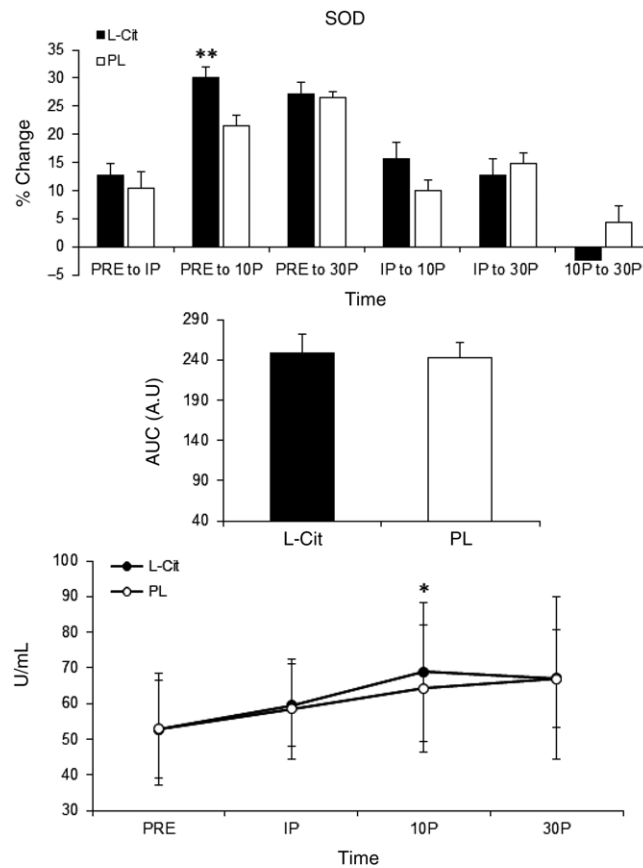 SOD
L-Cit
PL
**
35
30
25
20
15
10
5
0
–5
% Change
PRE to IP PRE to 10P PRE to 30P IP to 10P IP to 30P 10P to 30P
Time
290
240
190
140
90
40
AUC (A.U)
L-Cit PL
L-Cit
PL
*
100
90
80
70
60
50
40
30
U/mL
PRE IP 10P 30P
Time